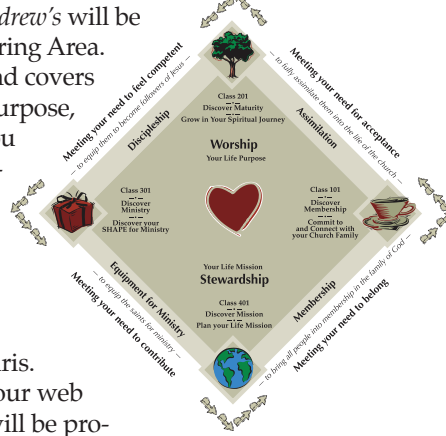 drew's will be
ring Area.
nd covers
urpose,
ou
-
Meeting your need to feel competent
— to equip them to become followers of Jesus —
Discipleship
Meeting your need for acceptance
— to fully assimilate them into the life of the church —
Assimilation
Class 201
Discover Maturity
Grow in Your Spiritual Journey
Worship
Your Life Purpose
Class 301
Discover
Ministry
Discover your
SHAPE for Ministry
Class 101
Discover
Membership
Commit to
and Connect with
your Church Family
Your Life Mission
Stewardship
Class 401
Discover Mission
Plan your Life Mission
Equipment for Ministry
— to equip the saints for ministry —
Meeting your need to contribute
Membership
— to bring all people into membership in the family of God —
Meeting your need to belong
ris.
our web
will be pro-